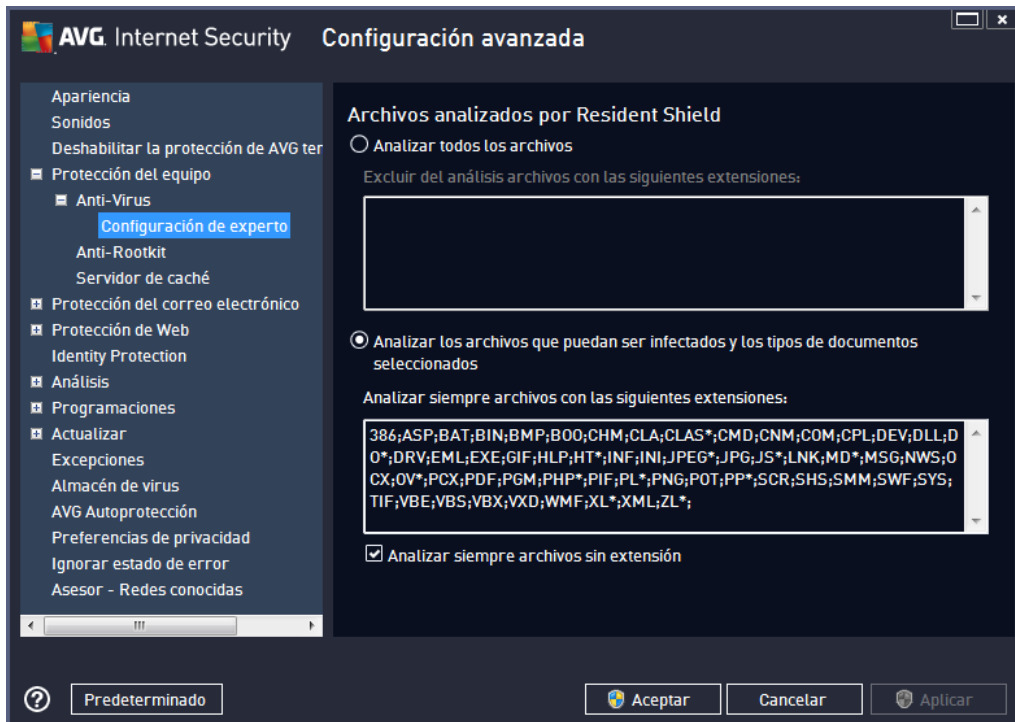 AVG. Internet Security Configuración avanzada
Apariencia
Sonidos
Deshabilitar la protección de AVG ter
Protección del equipo
Anti-Virus
Configuración de experto
Anti-Rootkit
Servidor de caché
Protección del correo electrónico
Protección de Web
Identity Protection
Análisis
Programaciones
Actualizar
Excepciones
Almacén de virus
AVG Autoprotección
Preferencias de privacidad
Ignorar estado de error
Asesor - Redes conocidas
Archivos analizados por Resident Shield
Analizar todos los archivos
Excluir del análisis archivos con las siguientes extensiones:
Analizar los archivos que puedan ser infectados y los tipos de documentos
seleccionados
Analizar siempre archivos con las siguientes extensiones:
386;ASP;BAT;BIN;BMP;BOO;CHM;CLA;CLAS*;CMD;CNM;COM;CPL;DEV;DLL;D
O*;DRV;EML;EXE;GIF;HLP;HT*;INF;INI;JPEG*;JPG;JS*;LNK;MD*;MSG;NWS;O
CX;OV*;PCX;PDF;PGM;PHP*;PIF;PL*;PNG;POT;PP*;SCR;SHS;SMM;SWF;SYS;
TIF;VBE;VBS;VBX;VXD;WMF;XL*;XML;ZL*;
Analizar siempre archivos sin extensión
Predeterminado
Aceptar
Cancelar
Aplicar